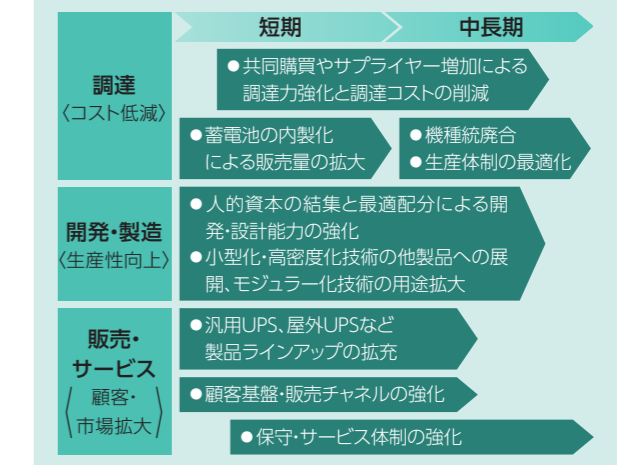 短期
中長期
調達
〈コスト低減〉
●共同購買やサプライヤー増加による
調達力強化と調達コストの削減
●蓄電池の内製化
による販売量の拡大
●機種統廃合
●生産体制の最適化
開発・製造
〈生産性向上〉
●人的資本の結集と最適配分による開
発・設計能力の強化
●小型化・高密度化技術の他製品への展
開、モジュラー化技術の用途拡大
販売・
サービス
〈顧客・
市場拡大〉
●汎用UPS、屋外UPSなど
製品ラインアップの拡充
●顧客基盤・販売チャネルの強化
●保守・サービス体制の強化